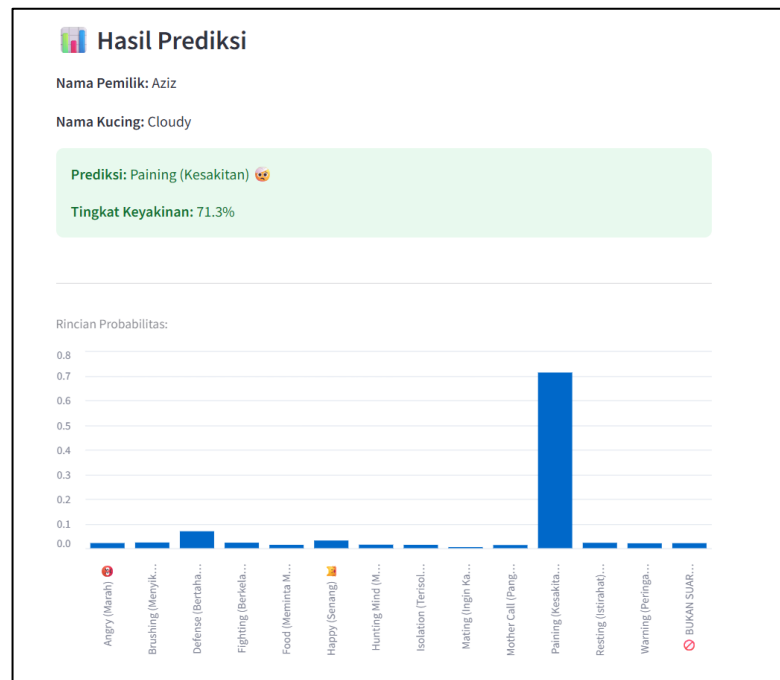 📊 Hasil Prediksi
Nama Pemilik: Aziz
Nama Kucing: Cloudy
Prediksi: Paining (Kesakitan) 🤕
Tingkat Keyakinan: 71.3%
Rincian Probabilitas:
0.8
0.7
0.6
0.5
0.4
0.3
0.2
0.1
0.0
Angry (Marah) 😡
Brushing (Menyik…
Defense (Bertaha…
Fighting (Berkela…
Food (Meminta M…
Happy (Senang) 😸
Hunting Mind (M…
Isolation (Terisol…
Mating (Ingin Ka…
Mother Call (Pang…
Paining (Kesakita…
Resting (Istirahat)…
Warning (Peringa…
🚫 BUKAN SUAR…